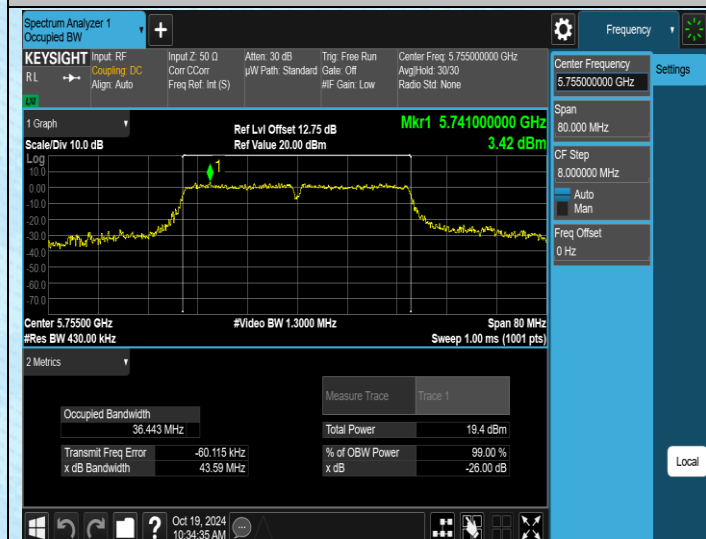 Spectrum Analyzer 1
Occupied BW
Frequency
KEYSIGHT
R L
LXI
Input: RF
Coupling: DC
Align: Auto
Input Z: 50 Ω
Corr CCorr
Freq Ref: Int (S)
Atten: 30 dB
µW Path: Standard
Trig: Free Run
Gate: Off
#IF Gain: Low
Center Freq: 5.755000000 GHz
Avg|Hold: 30/30
Radio Std: None
Center Frequency
5.755000000 GHz
Settings
Span
80.000 MHz
CF Step
8.000000 MHz
Auto
Man
Freq Offset
0 Hz
1 Graph
Scale/Div 10.0 dB
Ref Lvl Offset 12.75 dB
Ref Value 20.00 dBm
Mkr1 5.741000000 GHz
3.42 dBm
Log
1
10.0
0.00
-10.0
-20.0
-30.0
-40.0
-50.0
-60.0
-70.0
Center 5.75500 GHz
#Res BW 430.00 kHz
#Video BW 1.3000 MHz
Span 80 MHz
Sweep 1.00 ms (1001 pts)
2 Metrics
Measure Trace
Trace 1
Occupied Bandwidth
36.443 MHz
Total Power
19.4 dBm
Transmit Freq Error
-60.115 kHz
% of OBW Power
99.00 %
x dB Bandwidth
43.59 MHz
x dB
-26.00 dB
Local
?
Oct 19, 2024
10:34:35 AM